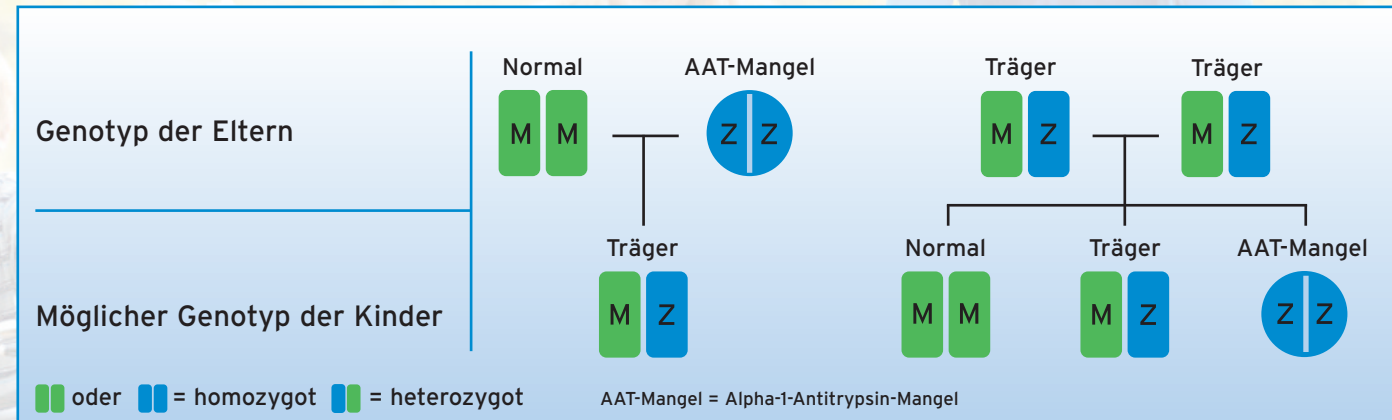 Normal AAT-Mangel Träger Träger
Genotyp der Eltern M M Z Z M Z M Z
Träger Normal Träger AAT-Mangel
Möglicher Genotyp der Kinder M Z M M M Z Z Z
oder = homozygot = heterozygot AAT-Mangel = Alpha-1-Antitrypsin-Mangel